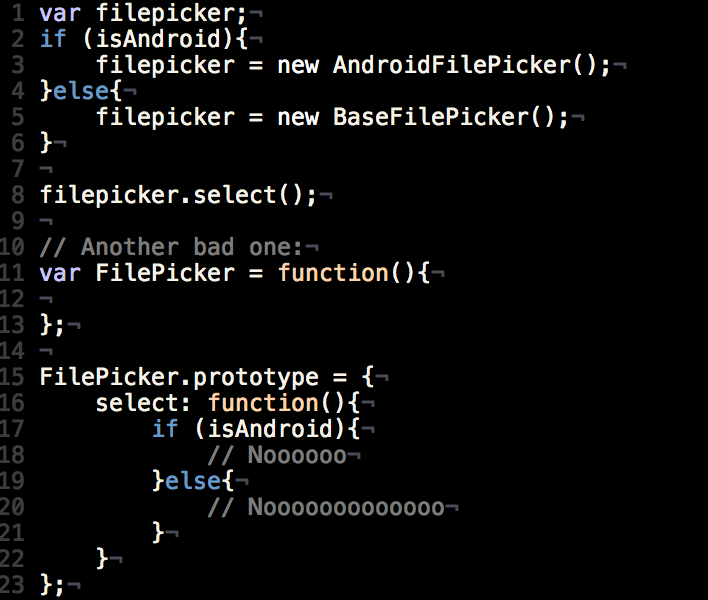 1 var filepicker;¬
2 if (isAndroid){¬
3     filepicker = new AndroidFilePicker();¬
4 }else{¬
5     filepicker = new BaseFilePicker();¬
6 }¬
7 ¬
8 filepicker.select();¬
9 ¬
10 // Another bad one:¬
11 var FilePicker = function(){¬
12 ¬
13 };¬
14 ¬
15 FilePicker.prototype = {¬
16     select: function(){¬
17         if (isAndroid){¬
18             // Noooooo¬
19         }else{¬
20             // Nooooooooooooo¬
21         }¬
22     }¬
23 };¬